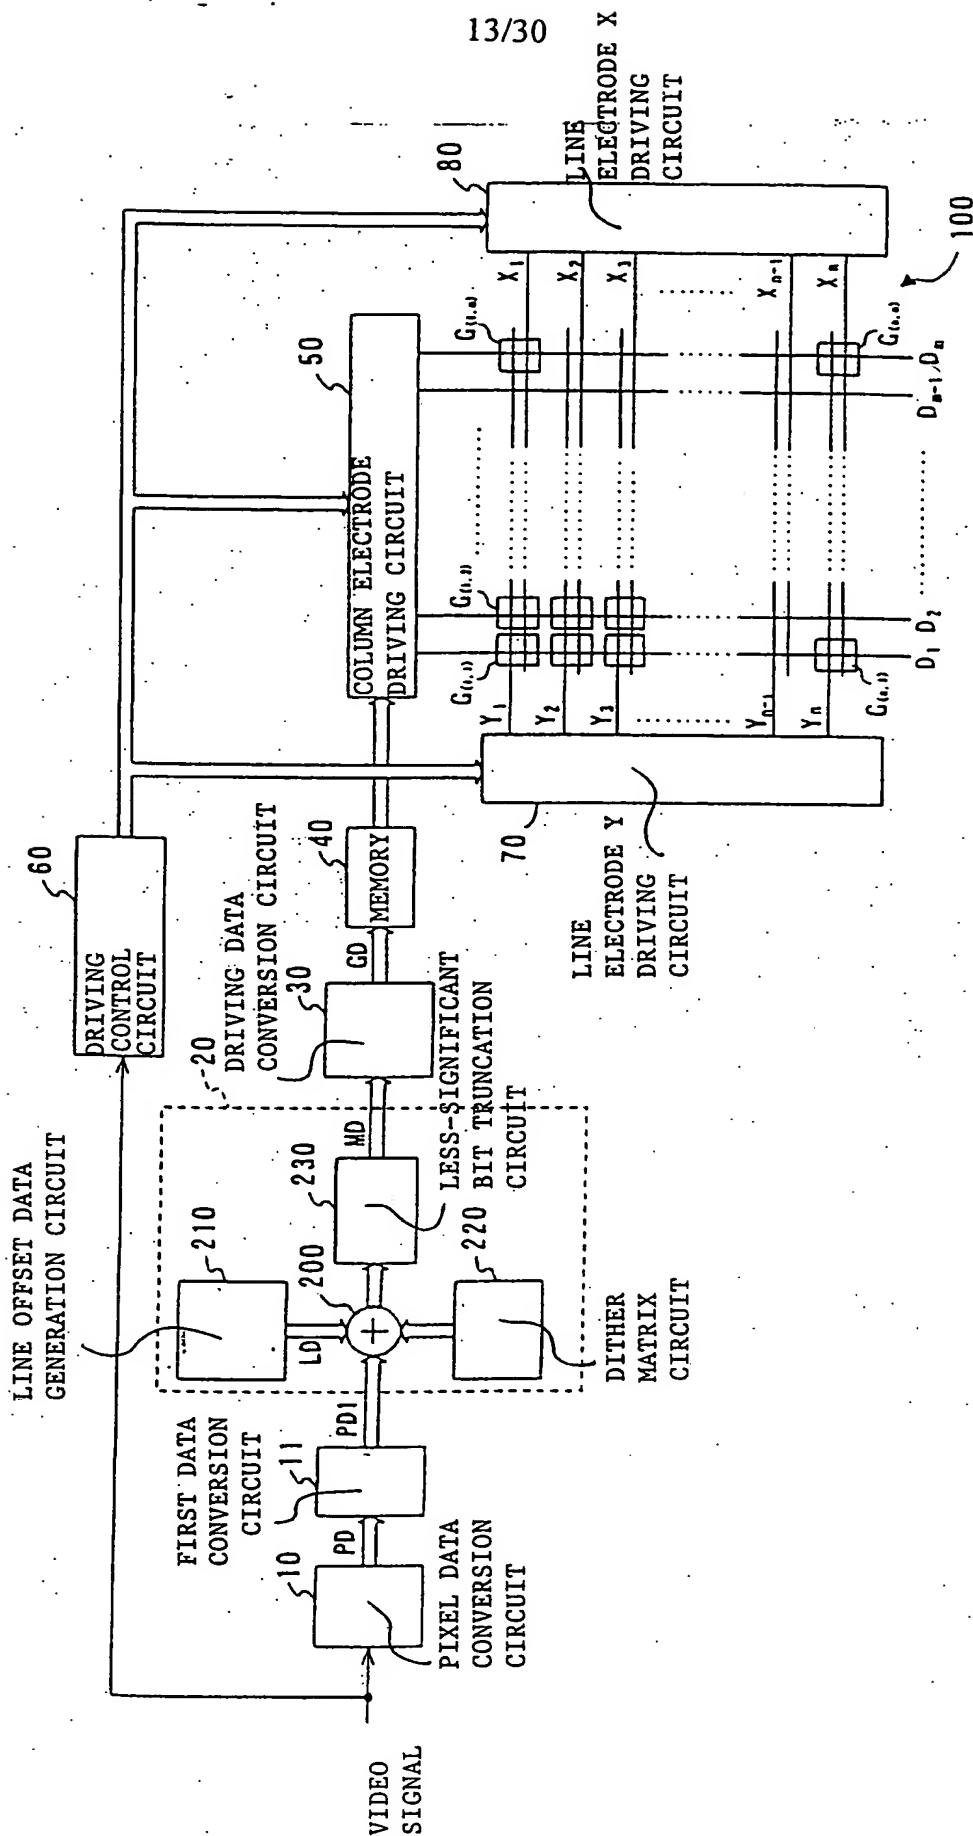 13/30
VIDEO
SIGNAL
10
PIXEL DATA
CONVERSION
CIRCUIT
PD
FIRST DATA
CONVERSION
CIRCUIT
11
PD1
LINE OFFSET DATA
GENERATION CIRCUIT
210
LD
200
220
DITHER
MATRIX
CIRCUIT
230
LESS-SIGNIFICANT
BIT TRUNCATION
CIRCUIT
20
MD
DRIVING DATA
CONVERSION CIRCUIT
30
GD
40
MEMORY
60
DRIVING
CONTROL
CIRCUIT
50
COLUMN ELECTRODE
DRIVING CIRCUIT
70
LINE
ELECTRODE Y
DRIVING
CIRCUIT
80
LINE
ELECTRODE X
DRIVING
CIRCUIT
Y1
Y2
Y3
Yn-1
Yn
X1
X2
X3
Xn-1
Xn
G(1,1)
G(1,2)
D1
D2
Dm-1
100